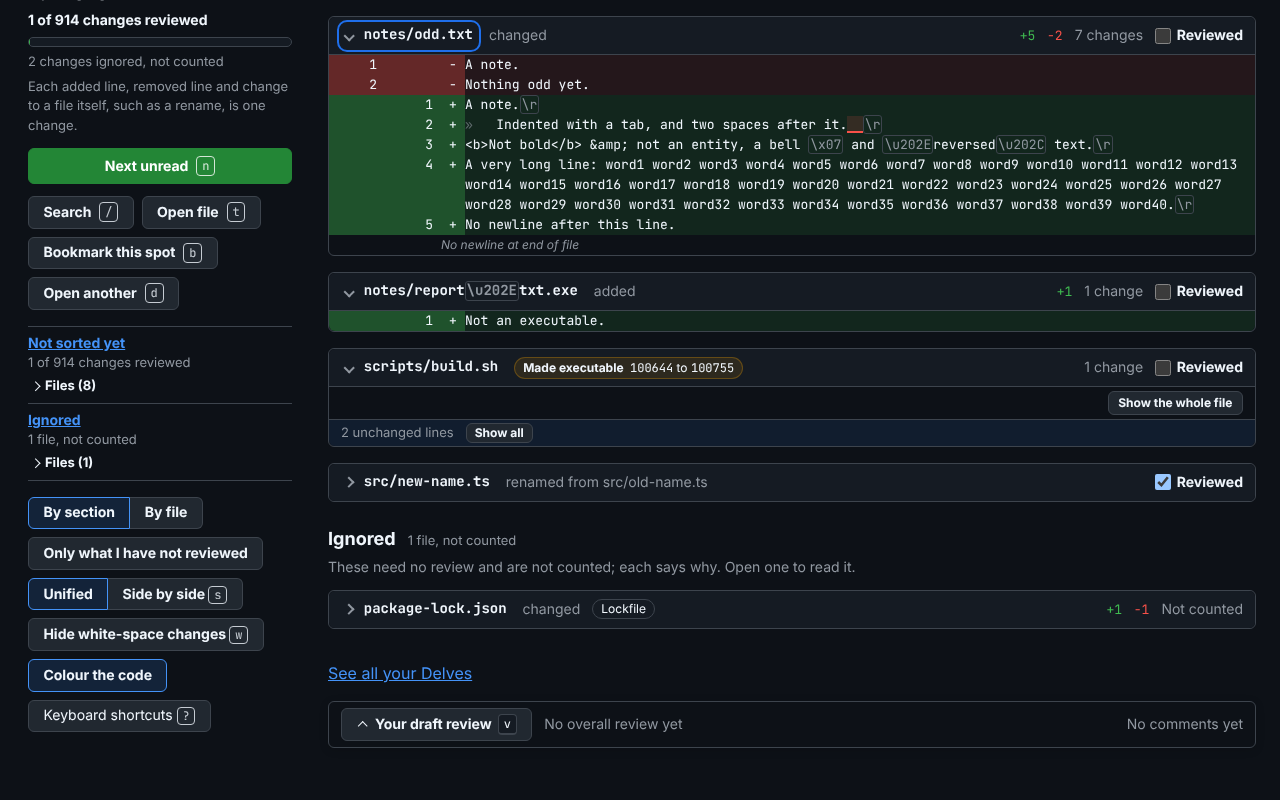 1 of 914 changes reviewed
2 changes ignored, not counted
Each added line, removed line and change
to a file itself, such as a rename, is one
change.
Next unread n
Search / Open file t
Bookmark this spot b
Open another d
Not sorted yet
1 of 914 changes reviewed
Files (8)
Ignored
1 file, not counted
Files (1)
By section By file
Only what I have not reviewed
Unified Side by side s
Hide white-space changes w
Colour the code
Keyboard shortcuts ?
notes/odd.txt changed +5 -2 7 changes Reviewed
1 - A note.
2 - Nothing odd yet.
1 + A note.\r
2 + » Indented with a tab, and two spaces after it. \r
3 + <b>Not bold</b> &amp; not an entity, a bell \x07 and \u202Ereversed\u202C text.\r
4 + A very long line: word1 word2 word3 word4 word5 word6 word7 word8 word9 word10 word11 word12 word13
word14 word15 word16 word17 word18 word19 word20 word21 word22 word23 word24 word25 word26 word27
word28 word29 word30 word31 word32 word33 word34 word35 word36 word37 word38 word39 word40.\r
5 + No newline after this line.
No newline at end of file
notes/report\u202Etxt.exe added +1 1 change Reviewed
1 + Not an executable.
scripts/build.sh Made executable 100644 to 100755 1 change Reviewed
Show the whole file
2 unchanged lines Show all
src/new-name.ts renamed from src/old-name.ts Reviewed
Ignored 1 file, not counted
These need no review and are not counted; each says why. Open one to read it.
package-lock.json changed Lockfile +1 -1 Not counted
See all your Delves
Your draft review v No overall review yet No comments yet